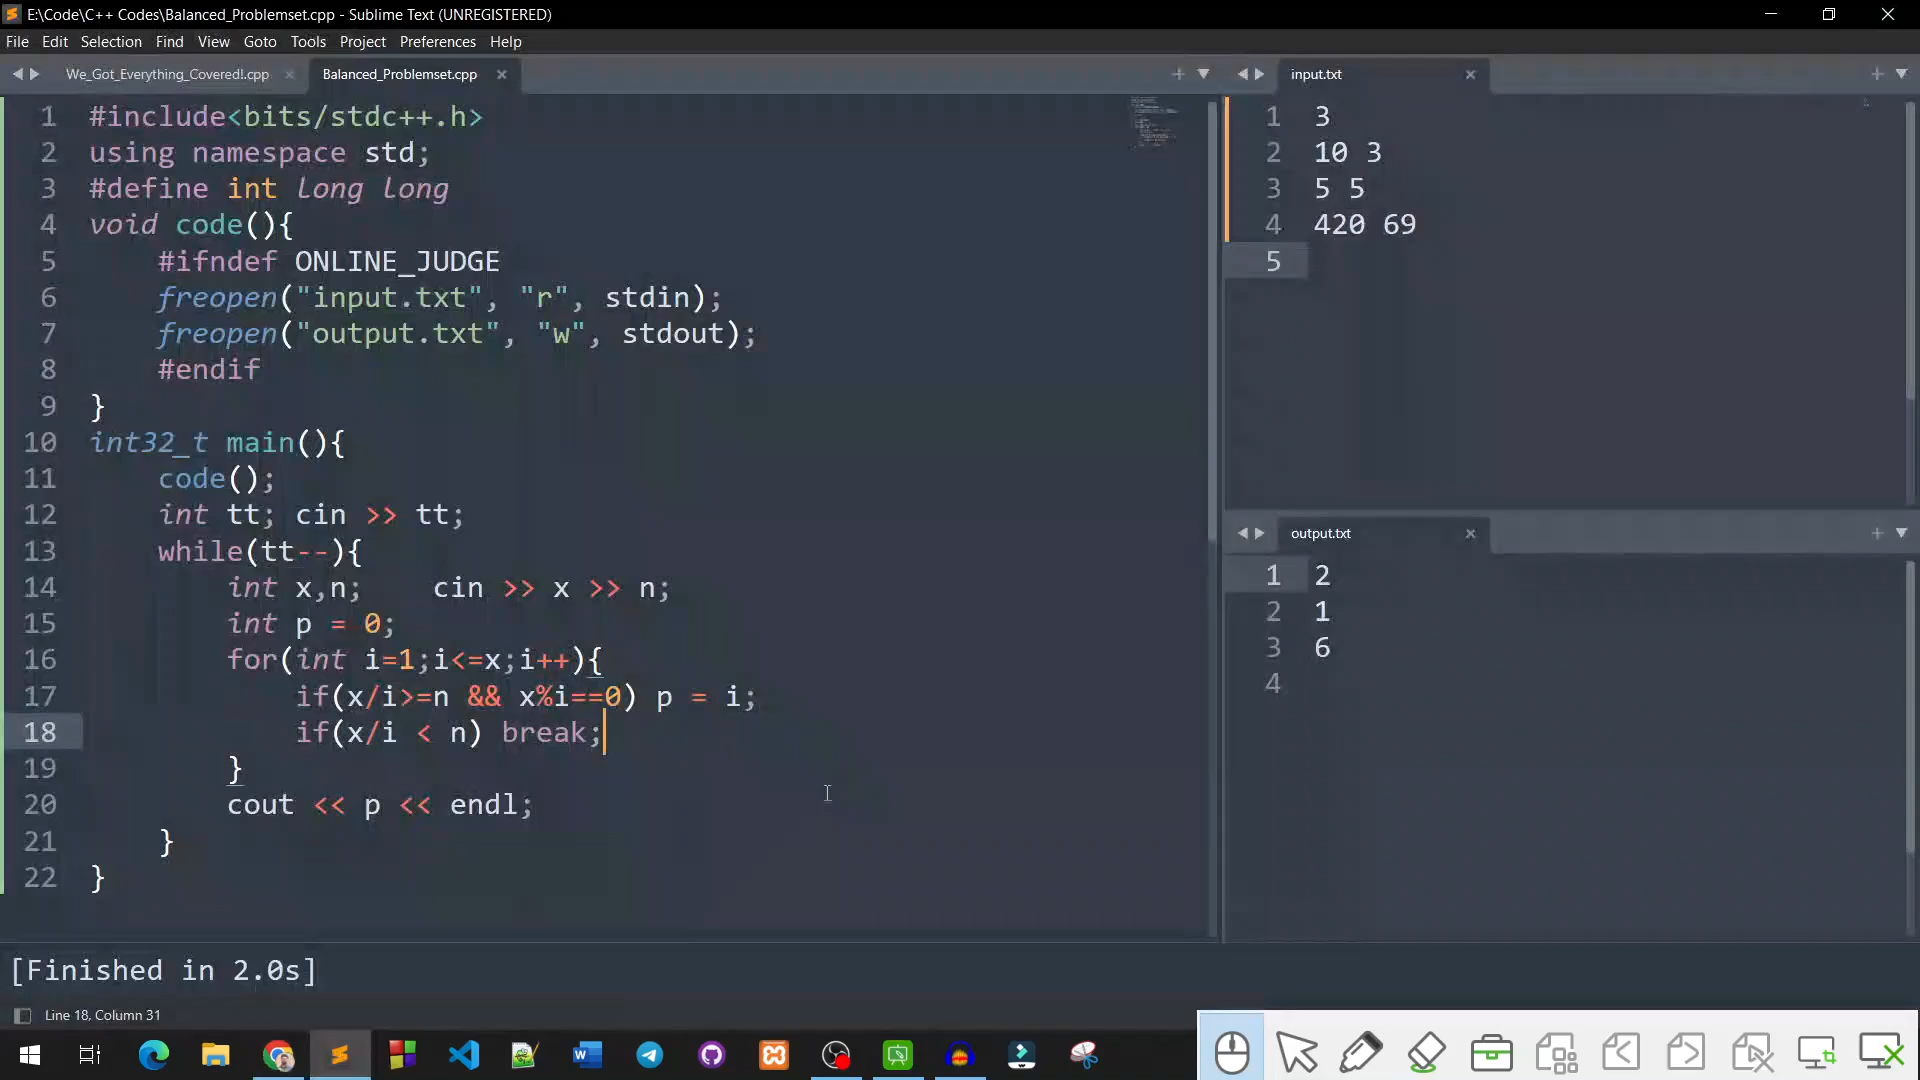 E:\Code\C++ Codes\Balanced_Problemset.cpp - Sublime Text (UNREGISTERED)
File Edit Selection Find View Goto Tools Project Preferences Help
We_Got_Everything_Covered!.cpp
Balanced_Problemset.cpp
1 #include<bits/stdc++.h>
2 using namespace std;
3 #define int long long
4 void code(){
5 #ifndef ONLINE_JUDGE
6 freopen("input.txt", "r", stdin);
7 freopen("output.txt", "w", stdout);
8 #endif
9 }
10 int32_t main(){
11 code();
12 int tt; cin >> tt;
13 while(tt--){
14 int x,n; cin >> x >> n;
15 int p = 0;
16 for(int i=1;i<=x;i++){
17 if(x/i>=n && x%i==0) p = i;
18 if(x/i < n) break;
19 }
20 cout << p << endl;
21 }
22 }
input.txt
1 3
2 10 3
3 5 5
4 420 69
5
output.txt
1 2
2 1
3 6
4
[Finished in 2.0s]
Line 18, Column 31